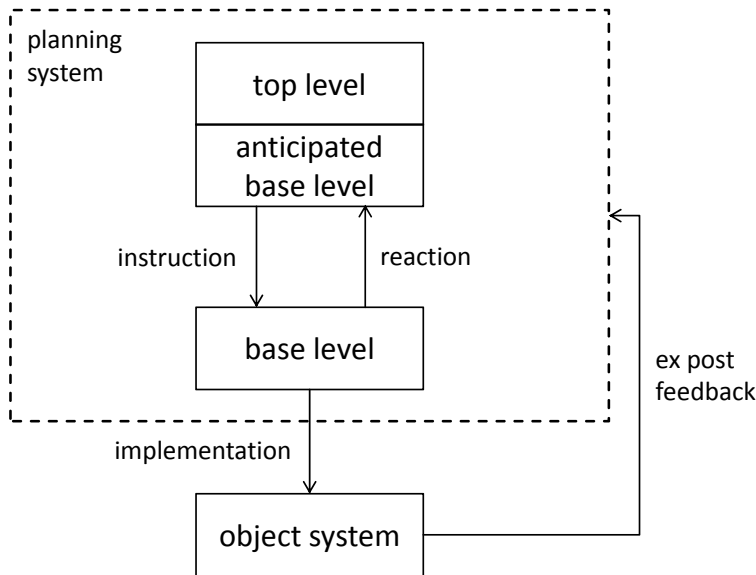 planning
system
top level
anticipated
base level
instruction
reaction
base level
ex post
feedback
implementation
object system